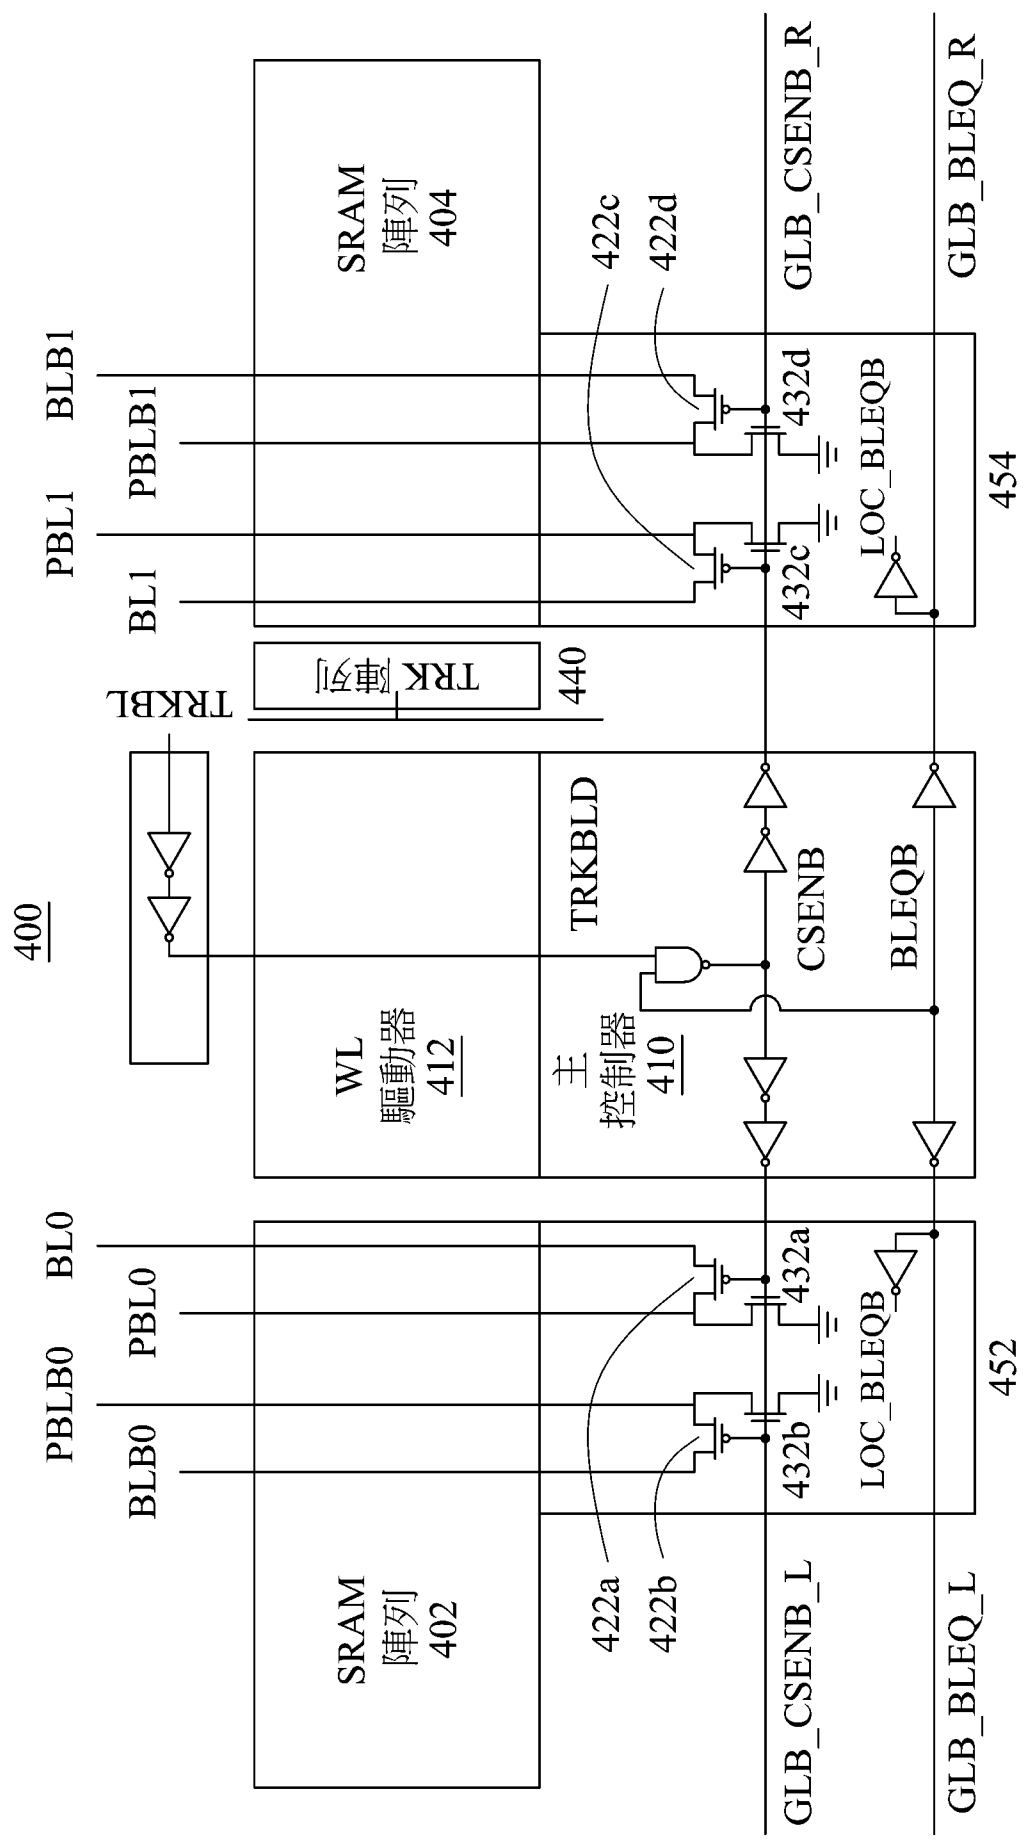 400
BLB0
PBLB0
PBL0
BL0
TRKBL
BL1
PBL1
PBLB1
BLB1
SRAM
陣列
402
WL
驅動器
412
TRK 陣列
440
SRAM
陣列
404
422a
422b
主
控制器
410
TRKBLD
422c
422d
GLB_CSENB_L
432b
432a
CSENB
432c
432d
GLB_CSENB_R
LOC_BLEQB
LOC_BLEQB
GLB_BLEQ_L
BLEQB
GLB_BLEQ_R
452
454